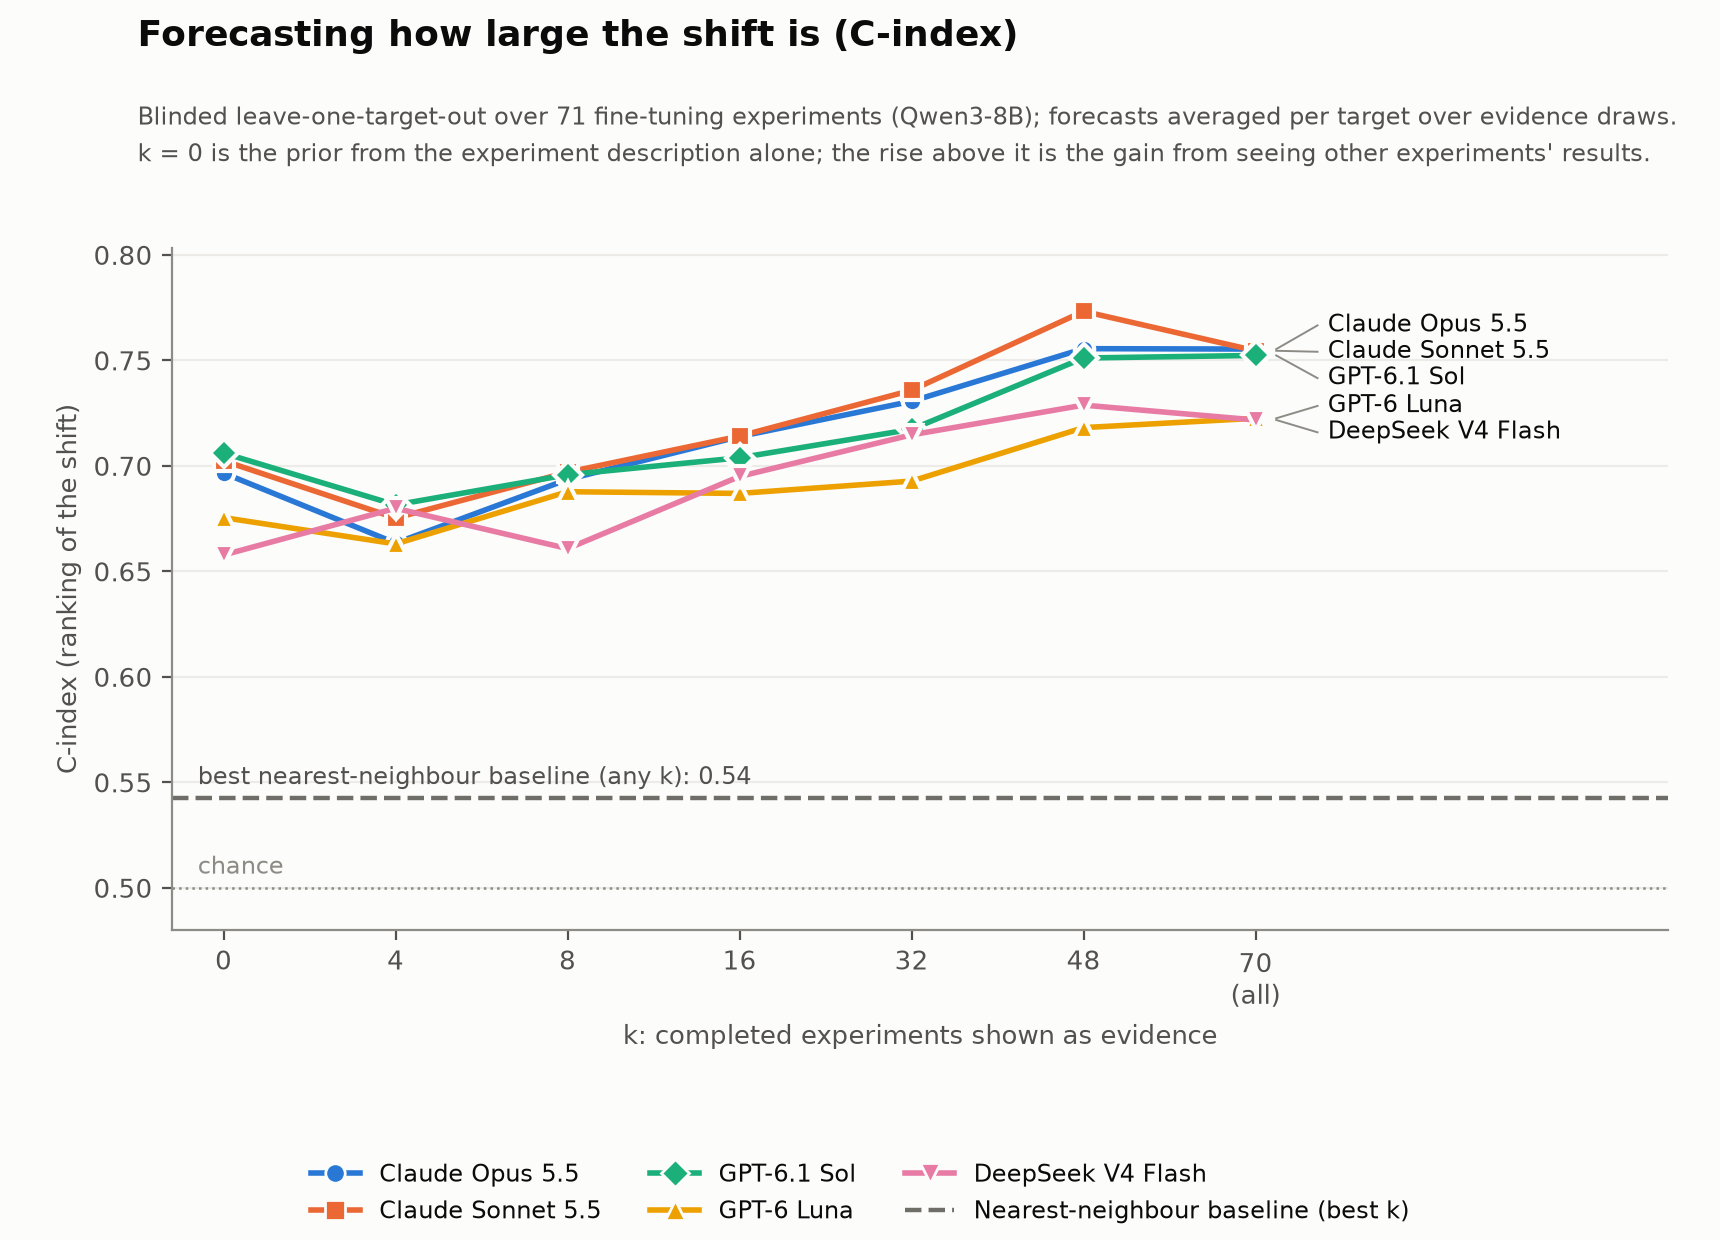 Forecasting how large the shift is (C-index)
Blinded leave-one-target-out over 71 fine-tuning experiments (Qwen3-8B); forecasts averaged per target over evidence draws.
k = 0 is the prior from the experiment description alone; the rise above it is the gain from seeing other experiments' results.
C-index (ranking of the shift)
0.80
0.75
0.70
0.65
0.60
0.55
0.50
Claude Opus 5.5
Claude Sonnet 5.5
GPT-6.1 Sol
GPT-6 Luna
DeepSeek V4 Flash
best nearest-neighbour baseline (any k): 0.54
chance
0 4 8 16 32 48 70
(all)
k: completed experiments shown as evidence
Claude Opus 5.5 GPT-6.1 Sol DeepSeek V4 Flash
Claude Sonnet 5.5 GPT-6 Luna Nearest-neighbour baseline (best k)